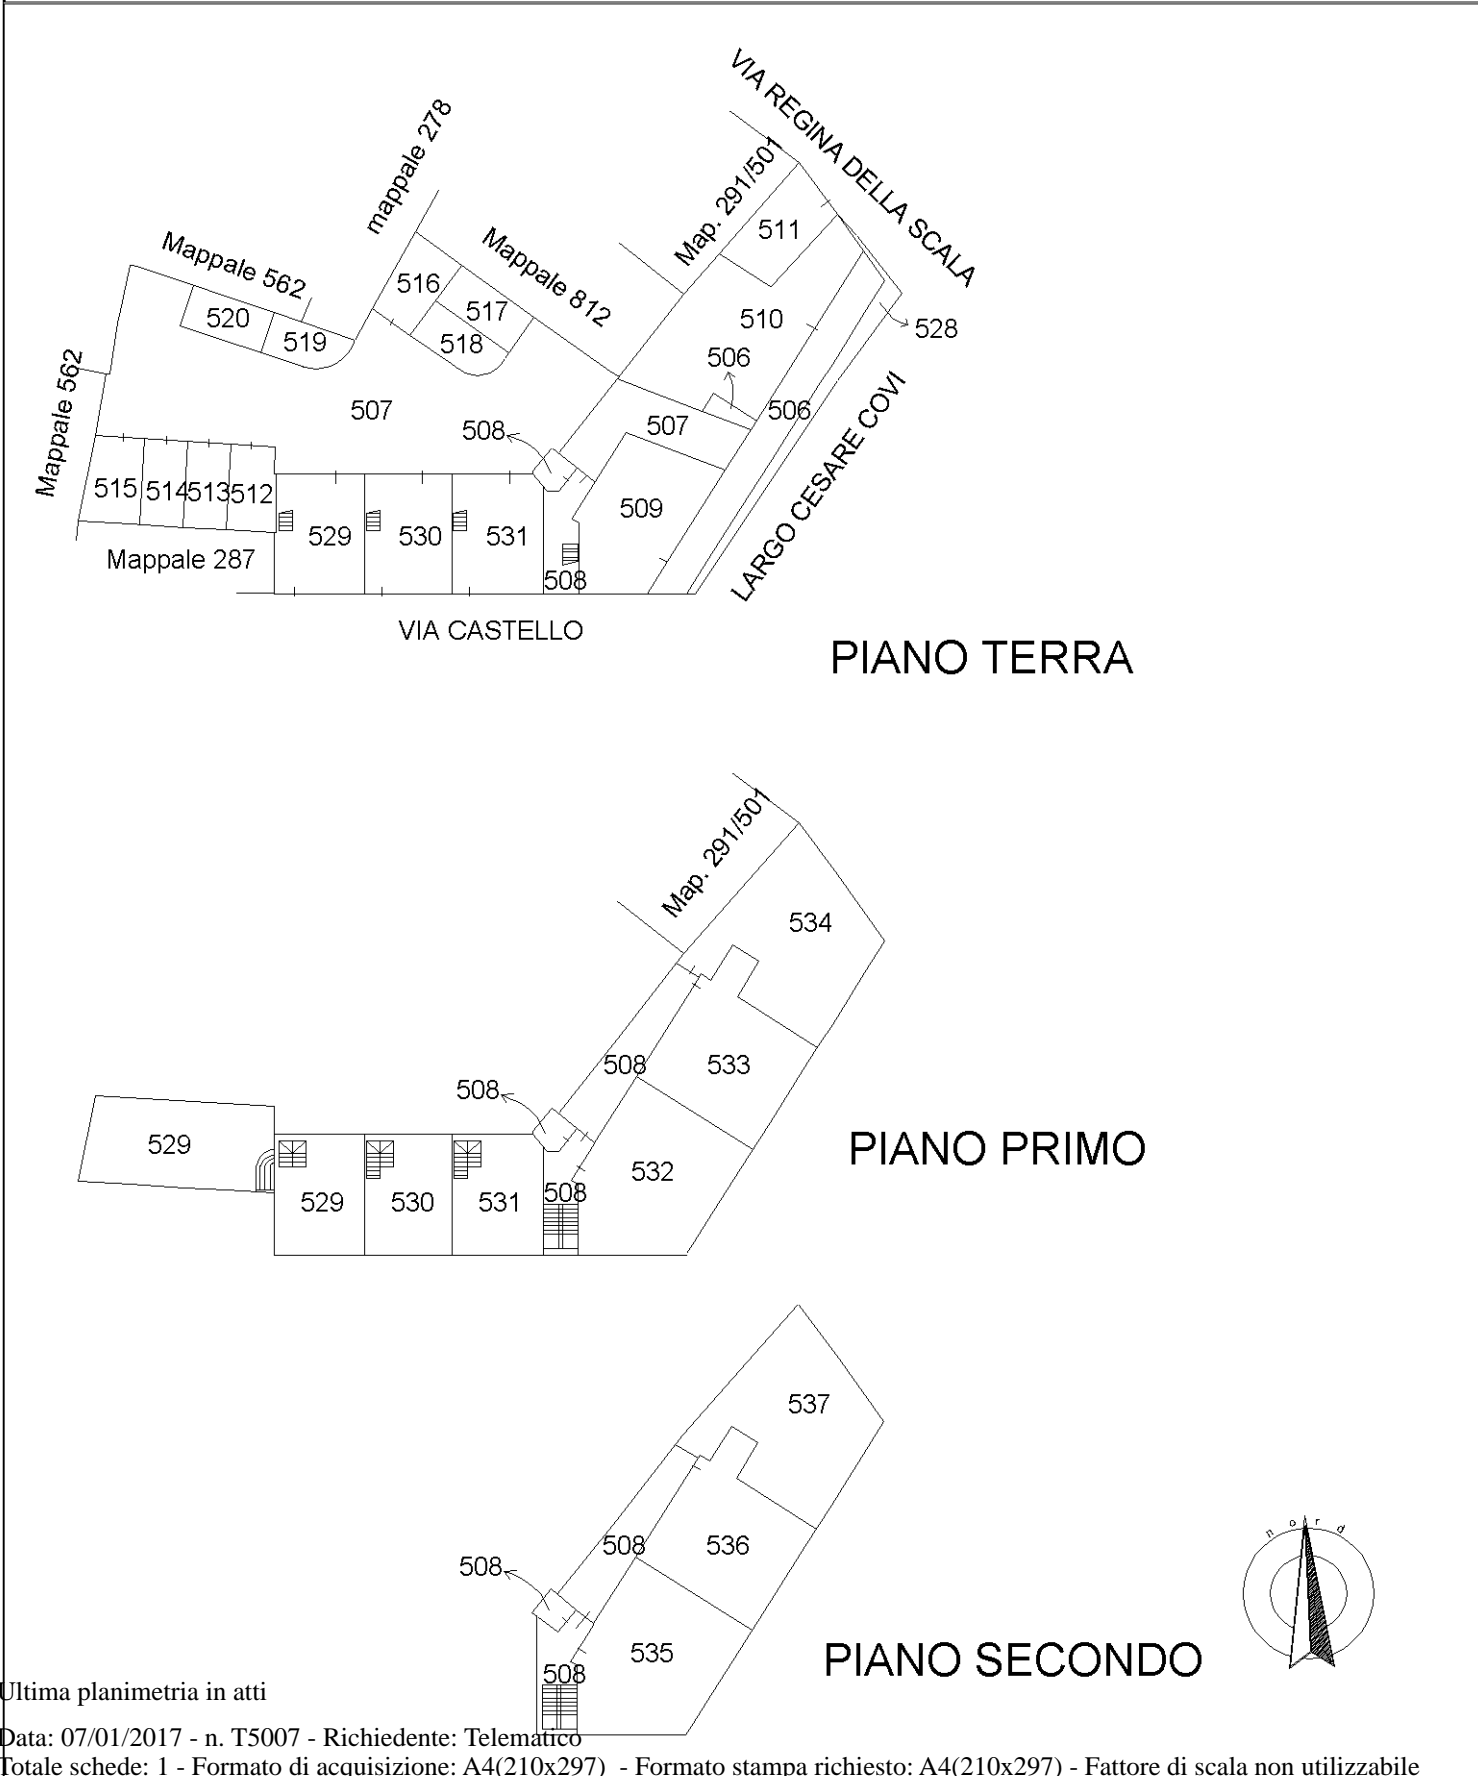 VIA REGINA DELLA SCALA
mappale 278
Map. 291/501
511
Mappale 562
Mappale 812
516
517
520
519
518
510
528
506
Mappale 562
507
508
507
506
LARGO CESARE COVI
515
514
513
512
509
529
530
531
Mappale 287
508
VIA CASTELLO
PIANO TERRA
Map. 291/501
534
508
533
508
529
PIANO PRIMO
532
529
530
531
508
537
508
536
508
nord
535
PIANO SECONDO
508
Ultima planimetria in atti
Data: 07/01/2017 - n. T5007 - Richiedente: Telematico
Totale schede: 1 - Formato di acquisizione: A4(210x297) - Formato stampa richiesto: A4(210x297) - Fattore di scala non utilizzabile